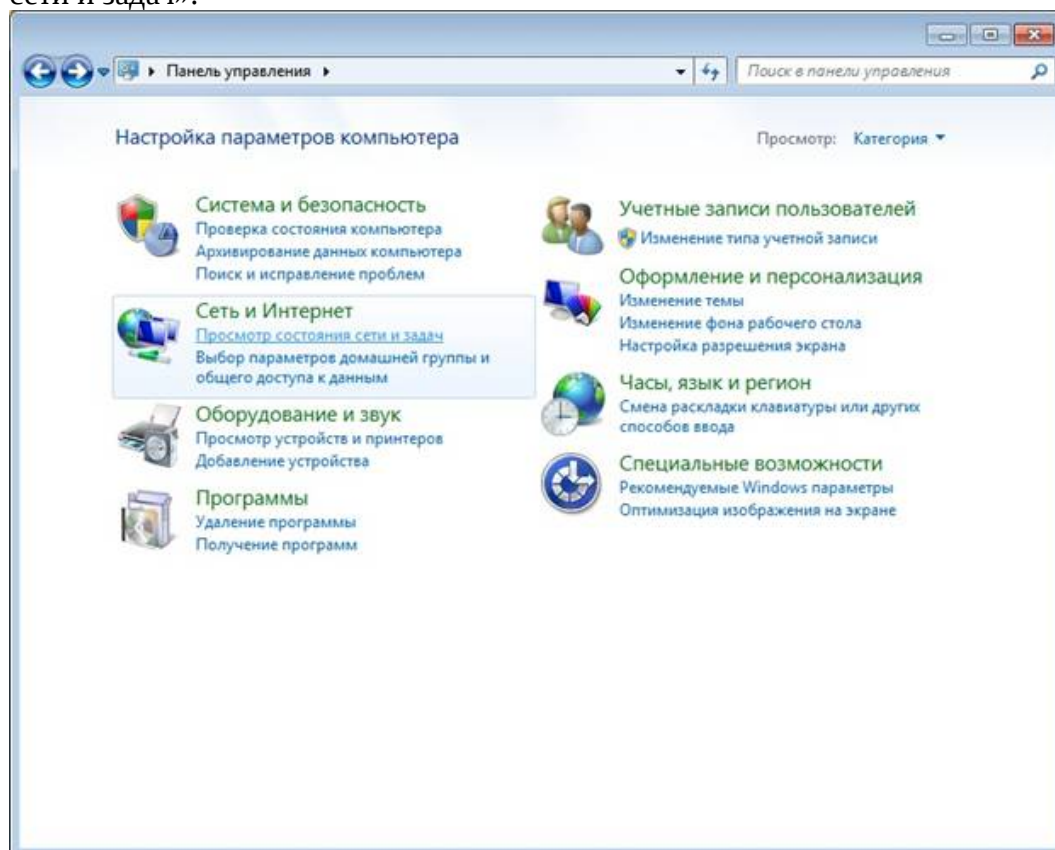 сети и задач».
Панель управления
Поиск в панели управления
Настройка параметров компьютера
Просмотр: Категория
Система и безопасность
Проверка состояния компьютера
Архивирование данных компьютера
Поиск и исправление проблем
Сеть и Интернет
Просмотр состояния сети и задач
Выбор параметров домашней группы и
общего доступа к данным
Оборудование и звук
Просмотр устройств и принтеров
Добавление устройства
Программы
Удаление программы
Получение программ
Учетные записи пользователей
Изменение типа учетной записи
Оформление и персонализация
Изменение темы
Изменение фона рабочего стола
Настройка разрешения экрана
Часы, язык и регион
Смена раскладки клавиатуры или других
способов ввода
Специальные возможности
Рекомендуемые Windows параметры
Оптимизация изображения на экране